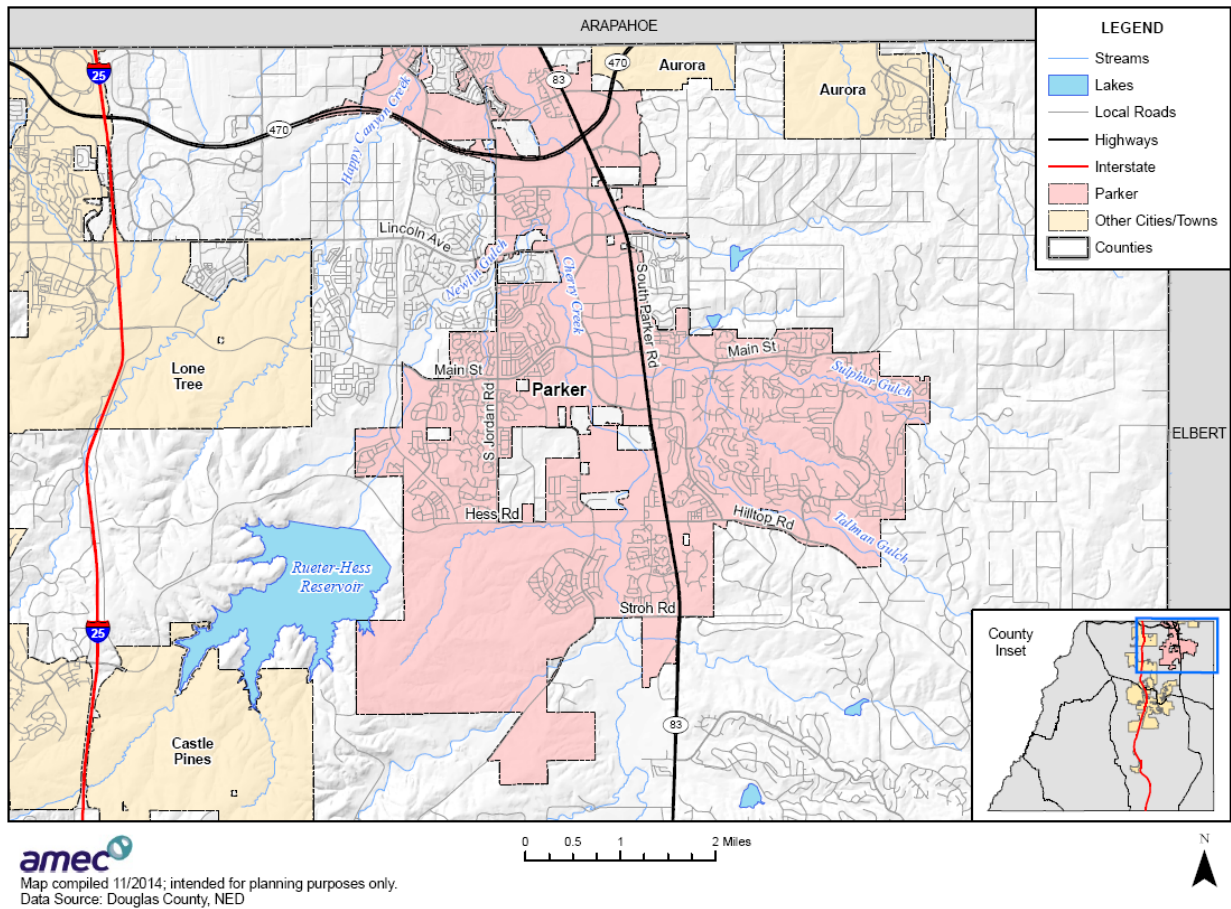 ARAPAHOE
LEGEND
Streams
Lakes
Local Roads
Highways
Interstate
Parker
Other Cities/Towns
Counties
25
83
470
Aurora
Aurora
470
Happy Canyon Creek
Lincoln Ave
Newlin Gulch
Cherry Creek
South Parker Rd
Lone
Tree
Main St
Main St
Sulphur Gulch
Parker
S Jordan Rd
ELBERT
Hess Rd
Hilltop Rd
Tallman Gulch
Rueter-Hess
Reservoir
Stroh Rd
25
County
Inset
83
Castle
Pines
amec
0 0.5 1 2 Miles
N
Map compiled 11/2014; intended for planning purposes only.
Data Source: Douglas County, NED